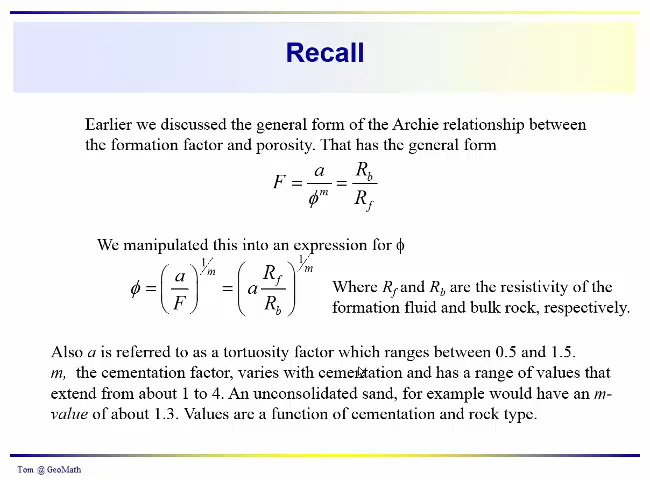 Recall
Earlier we discussed the general form of the Archie relationship between
the formation factor and porosity. That has the general form
F = a/ϕ^m = R_b/R_f
We manipulated this into an expression for ϕ
ϕ = (a/F)^(1/m) = (a R_f/R_b)^(1/m)
Where R_f and R_b are the resistivity of the
formation fluid and bulk rock, respectively.
Also a is referred to as a tortuosity factor which ranges between 0.5 and 1.5.
m, the cementation factor, varies with cementation and has a range of values that
extend from about 1 to 4. An unconsolidated sand, for example would have an m-
value of about 1.3. Values are a function of cementation and rock type.
Tom @ GeoMath